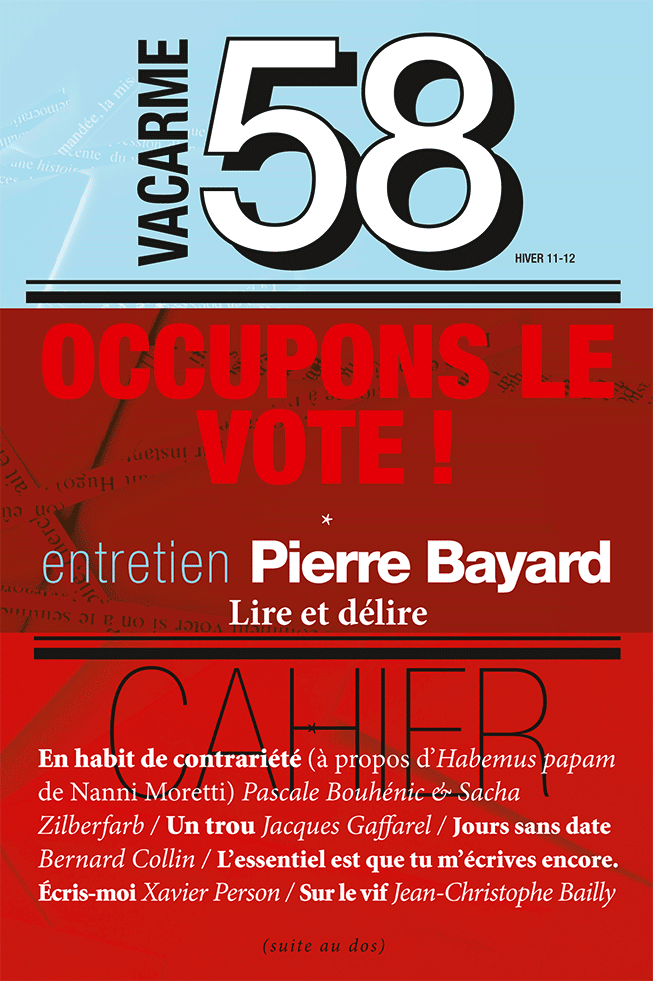 VACARME
58
HIVER 11-12
OCCUPONS LE
VOTE !
*
entretien Pierre Bayard
Lire et délire
CAHIER
En habit de contrariété (à propos d’Habemus papam
de Nanni Moretti) Pascale Bouhénic & Sacha
Zilberfarb / Un trou Jacques Gaffarel / Jours sans date
Bernard Collin / L’essentiel est que tu m’écrives encore.
Écris-moi Xavier Person / Sur le vif Jean-Christophe Bailly
(suite au dos)